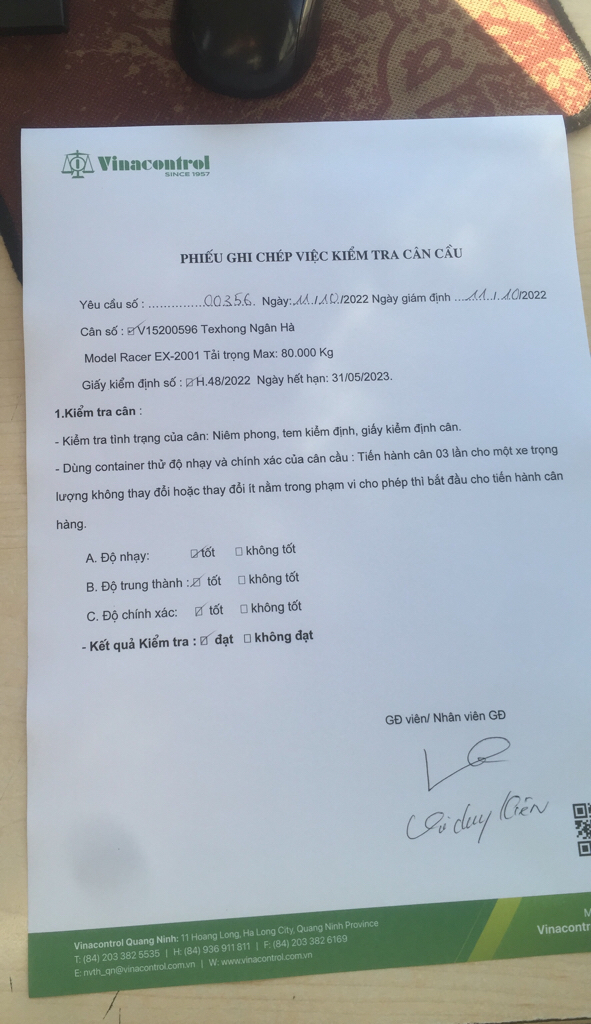 Vinacontrol
SINCE 1957
PHIẾU GHI CHÉP VIỆC KIỂM TRA CÂN CẦU
Yêu cầu số : ..............00356. Ngày:.11./10/2022 Ngày giám định ...11../..10/2022
Cân số : ☑V15200596 Texhong Ngân Hà
Model Racer EX-2001 Tải trọng Max: 80.000 Kg
Giấy kiểm định số : ☑H.48/2022 Ngày hết hạn: 31/05/2023.
1.Kiểm tra cân :
- Kiểm tra tình trạng của cân: Niêm phong, tem kiểm định, giấy kiểm định cân.
- Dùng container thử độ nhạy và chính xác của cân cầu : Tiến hành cân 03 lần cho một xe trọng
lượng không thay đổi hoặc thay đổi ít nằm trong phạm vi cho phép thì bắt đầu cho tiến hành cân
hàng.
A. Độ nhạy: ☑tốt ☐ không tốt
B. Độ trung thành :☑ tốt ☐ không tốt
C. Độ chính xác: ☑ tốt ☐ không tốt
- Kết quả Kiểm tra : ☑ đạt ☐ không đạt
GĐ viên/ Nhân viên GĐ
Vũ duy Kiên
Vinacontrol Quang Ninh: 11 Hoang Long, Ha Long City, Quang Ninh Province
T: (84) 203 382 5535 | H: (84) 936 911 811 | F: (84) 203 382 6169
E: nvth_qn@vinacontrol.com.vn | W: www.vinacontrol.com.vn